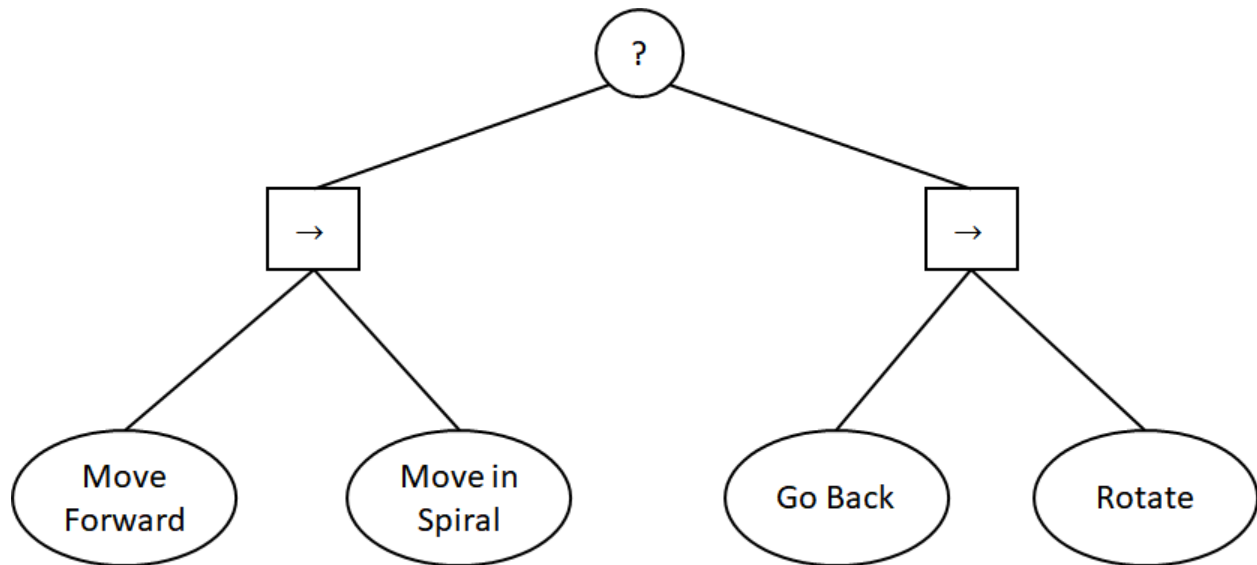 ?
→
→
Move
Forward
Move in
Spiral
Go Back
Rotate